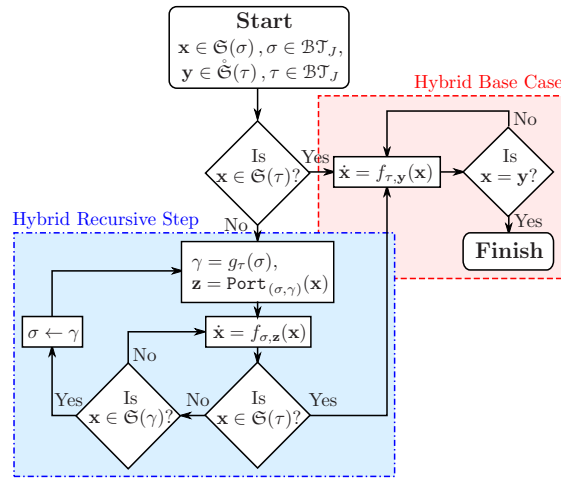 Start
𝐱 ∈ 𝔖(σ) , σ ∈ ℬ𝒯_J,
𝐲 ∈ 𝔖̊(τ) , τ ∈ ℬ𝒯_J
Hybrid Base Case
No
Is
𝐱 ∈ 𝔖(τ)?
Yes
𝐱̇ = f_{τ,𝐲}(𝐱)
Is
𝐱 = 𝐲?
Yes
Finish
No
Hybrid Recursive Step
γ = g_τ(σ),
𝐳 = Port_{(σ,γ)}(𝐱)
σ ← γ
𝐱̇ = f_{σ,𝐳}(𝐱)
No
Yes
Is
𝐱 ∈ 𝔖(γ)?
No
Is
𝐱 ∈ 𝔖(τ)?
Yes